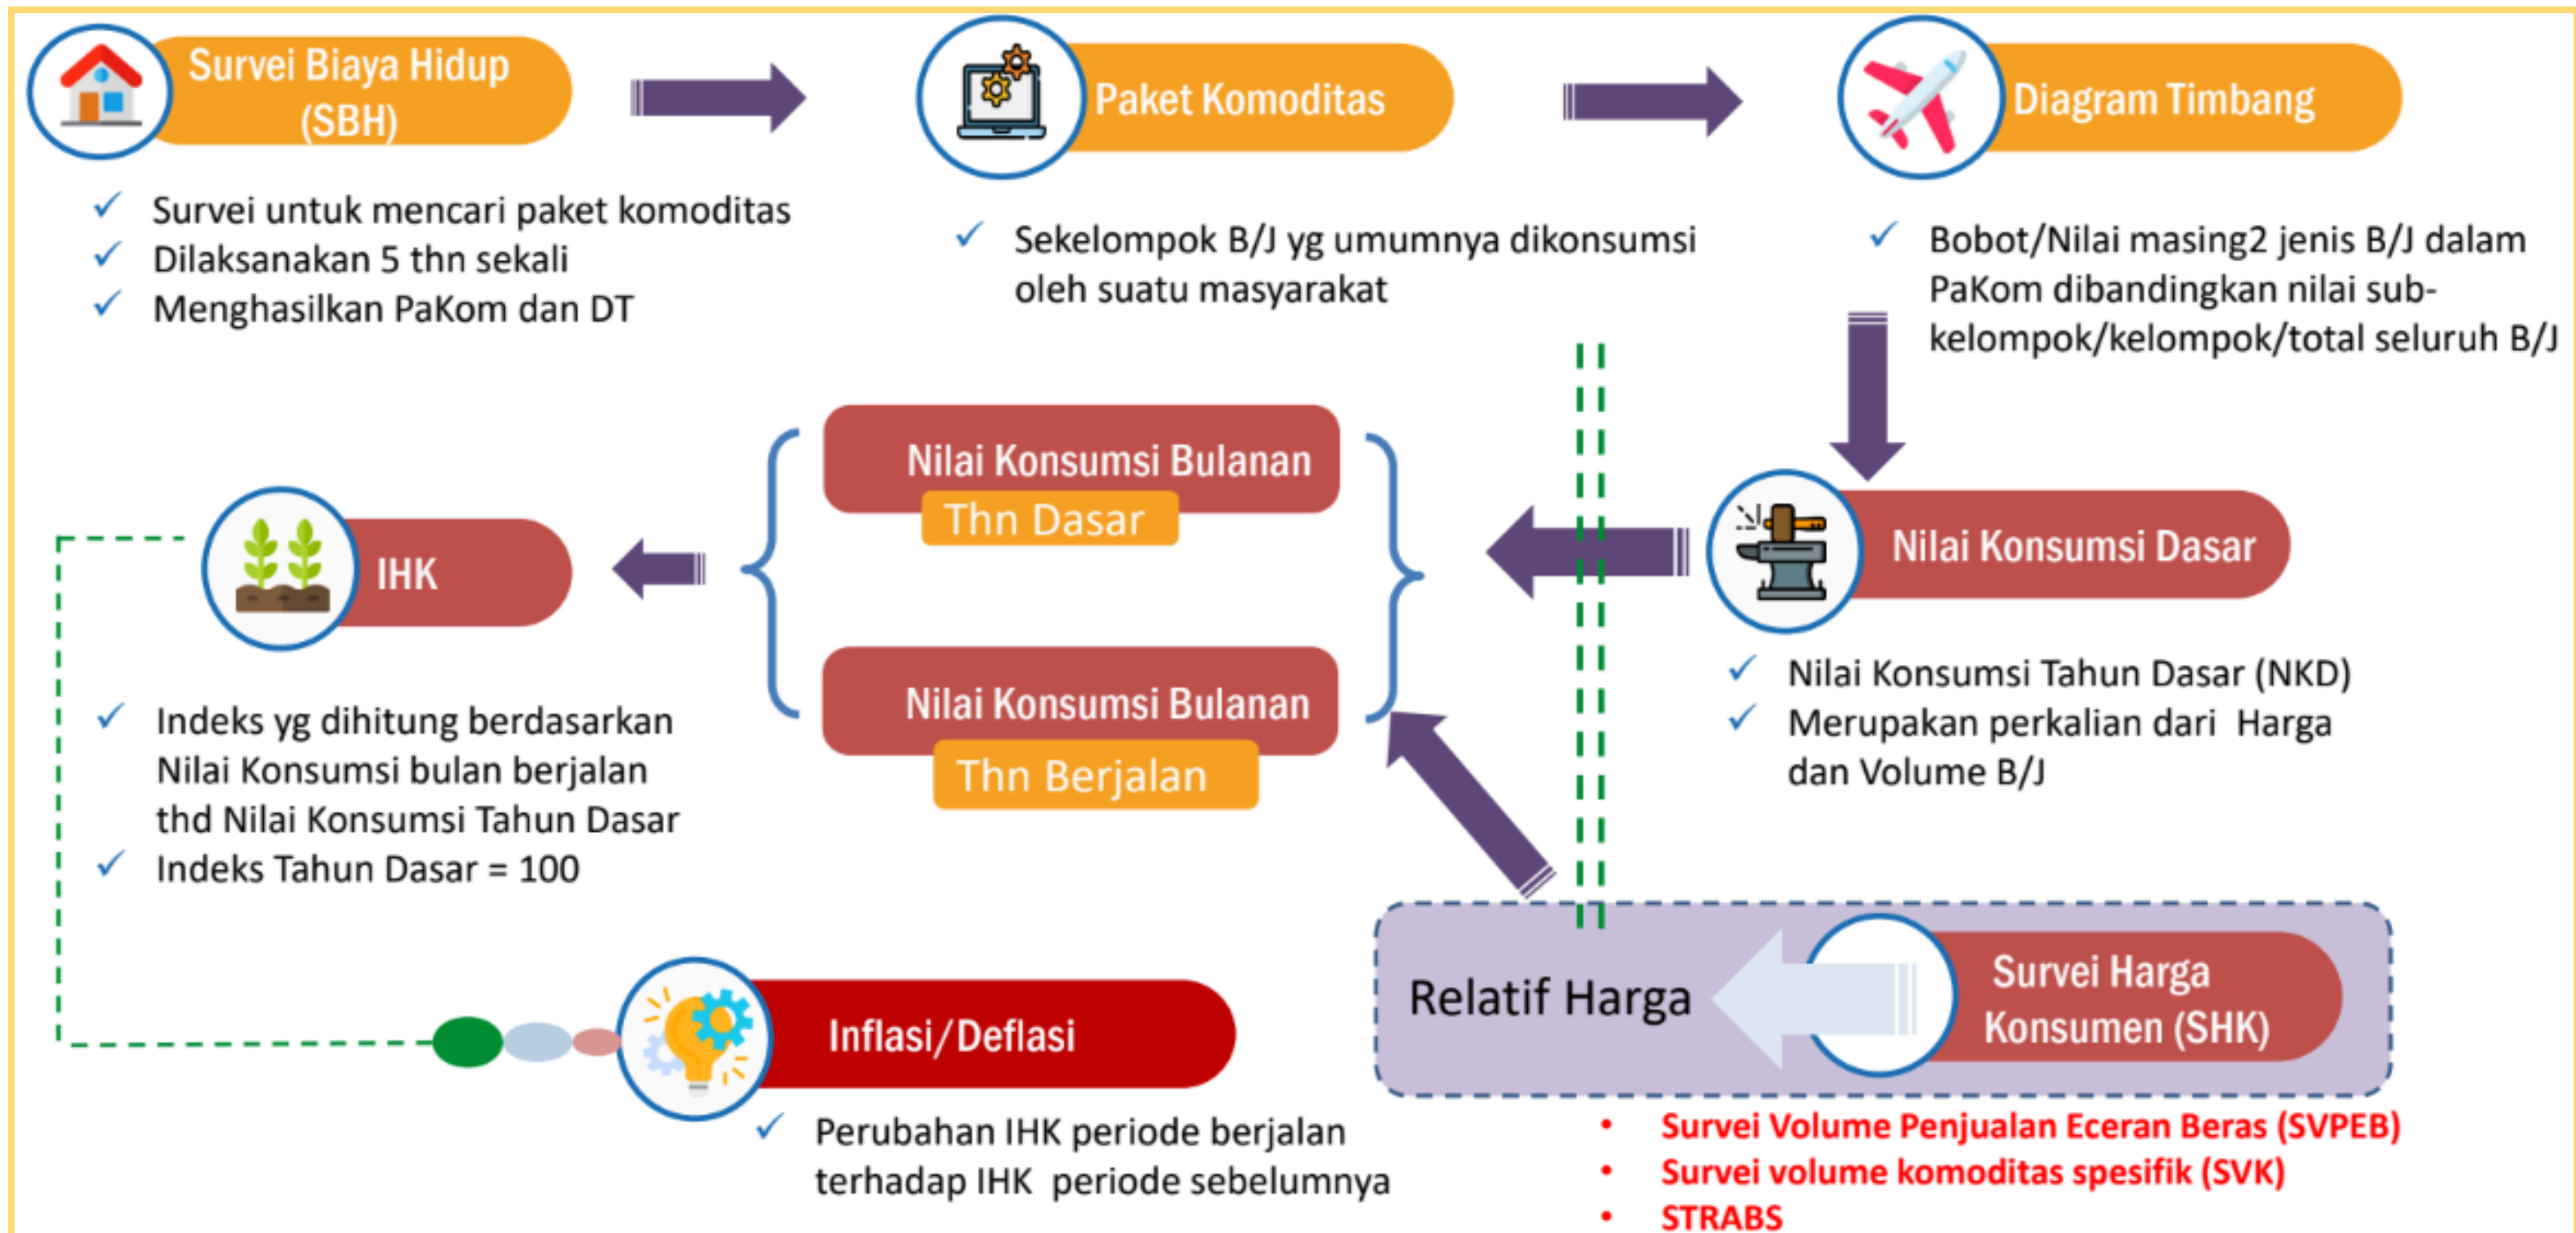 Survei Biaya Hidup
(SBH)
✓ Survei untuk mencari paket komoditas
✓ Dilaksanakan 5 thn sekali
✓ Menghasilkan PaKom dan DT
Paket Komoditas
✓ Sekelompok B/J yg umumnya dikonsumsi
oleh suatu masyarakat
Diagram Timbang
✓ Bobot/Nilai masing2 jenis B/J dalam
PaKom dibandingkan nilai sub-
kelompok/kelompok/total seluruh B/J
Nilai Konsumsi Dasar
✓ Nilai Konsumsi Tahun Dasar (NKD)
✓ Merupakan perkalian dari Harga
dan Volume B/J
Nilai Konsumsi Bulanan
Thn Dasar
Nilai Konsumsi Bulanan
Thn Berjalan
IHK
✓ Indeks yg dihitung berdasarkan
Nilai Konsumsi bulan berjalan
thd Nilai Konsumsi Tahun Dasar
✓ Indeks Tahun Dasar = 100
Relatif Harga
Survei Harga
Konsumen (SHK)
• Survei Volume Penjualan Eceran Beras (SVPEB)
• Survei volume komoditas spesifik (SVK)
• STRABS
Inflasi/Deflasi
✓ Perubahan IHK periode berjalan
terhadap IHK periode sebelumnya